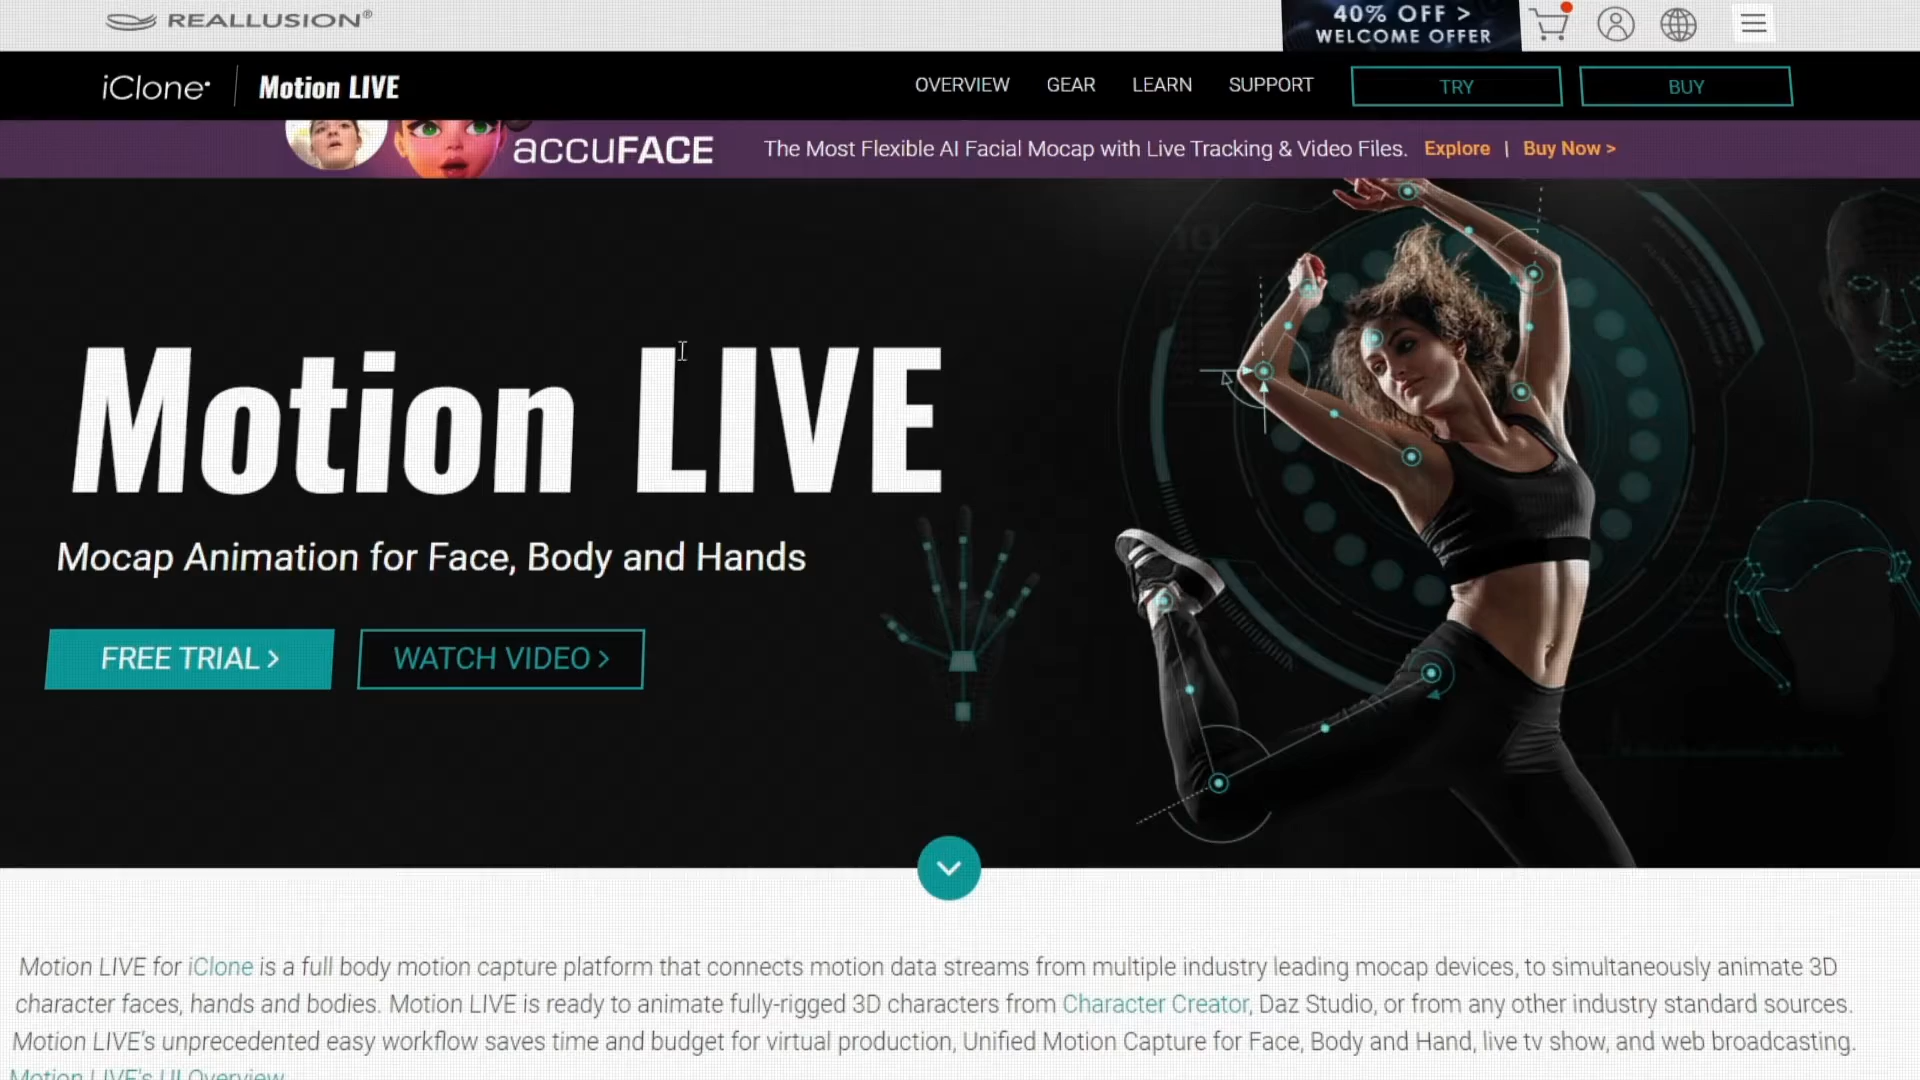 REALLUSION®
40% OFF >
WELCOME OFFER
iClone
Motion LIVE
OVERVIEW
GEAR
LEARN
SUPPORT
TRY
BUY
accuFACE
The Most Flexible AI Facial Mocap with Live Tracking & Video Files.
Explore | Buy Now >
Motion LIVE
Mocap Animation for Face, Body and Hands
FREE TRIAL >
WATCH VIDEO >
Motion LIVE for iClone is a full body motion capture platform that connects motion data streams from multiple industry leading mocap devices, to simultaneously animate 3D
character faces, hands and bodies. Motion LIVE is ready to animate fully-rigged 3D characters from Character Creator, Daz Studio, or from any other industry standard sources.
Motion LIVE's unprecedented easy workflow saves time and budget for virtual production, Unified Motion Capture for Face, Body and Hand, live tv show, and web broadcasting.
Motion LIVE's UI Overview